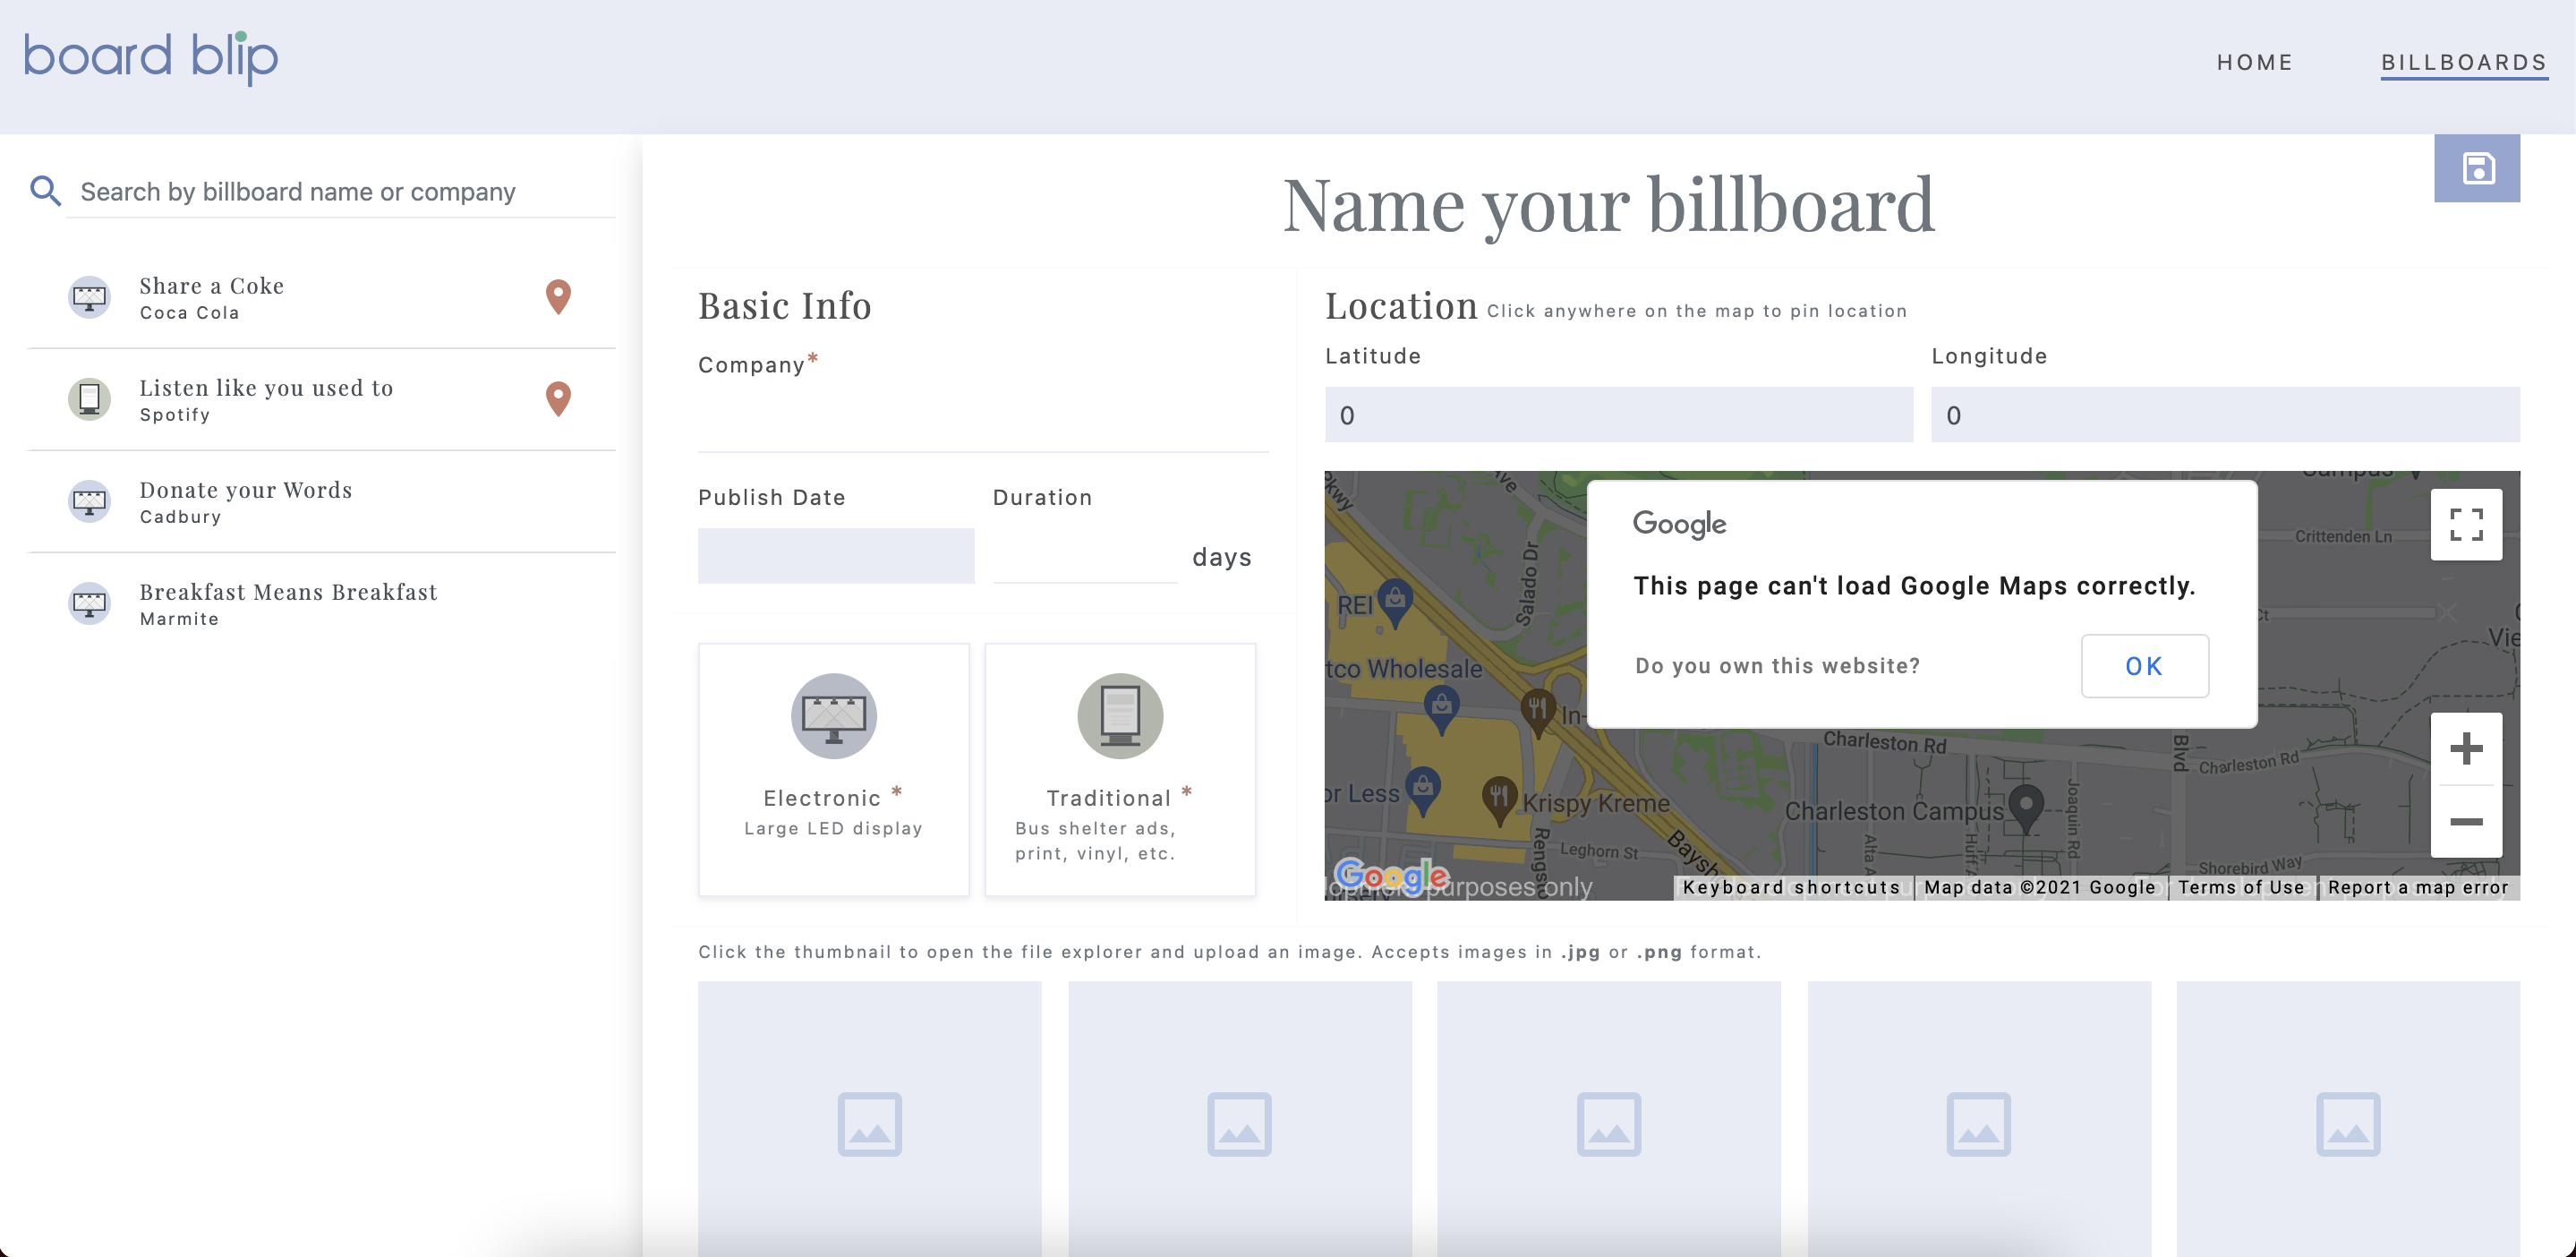 board blip
HOME
BILLBOARDS
Search by billboard name or company
Share a Coke
Coca Cola
Listen like you used to
Spotify
Donate your Words
Cadbury
Breakfast Means Breakfast
Marmite
Name your billboard
Basic Info
Company*
Publish Date
Duration
days
Electronic *
Large LED display
Traditional *
Bus shelter ads,
print, vinyl, etc.
Location Click anywhere on the map to pin location
Latitude
Longitude
0
0
Crittenden Ln
Salado Dr
REI
tco Wholesale
Google
This page can't load Google Maps correctly.
Do you own this website?
OK
In-
Charleston Rd
Blvd
Charleston Rd
or Less
Krispy Kreme
Charleston Campus
Joaquin Rd
Alta
Huff
Rengs
Leghorn St
Baysh
Shorebird Way
Google
purposes only
Keyboard shortcuts
Map data ©2021 Google
Terms of Use
Report a map error
Click the thumbnail to open the file explorer and upload an image. Accepts images in .jpg or .png format.